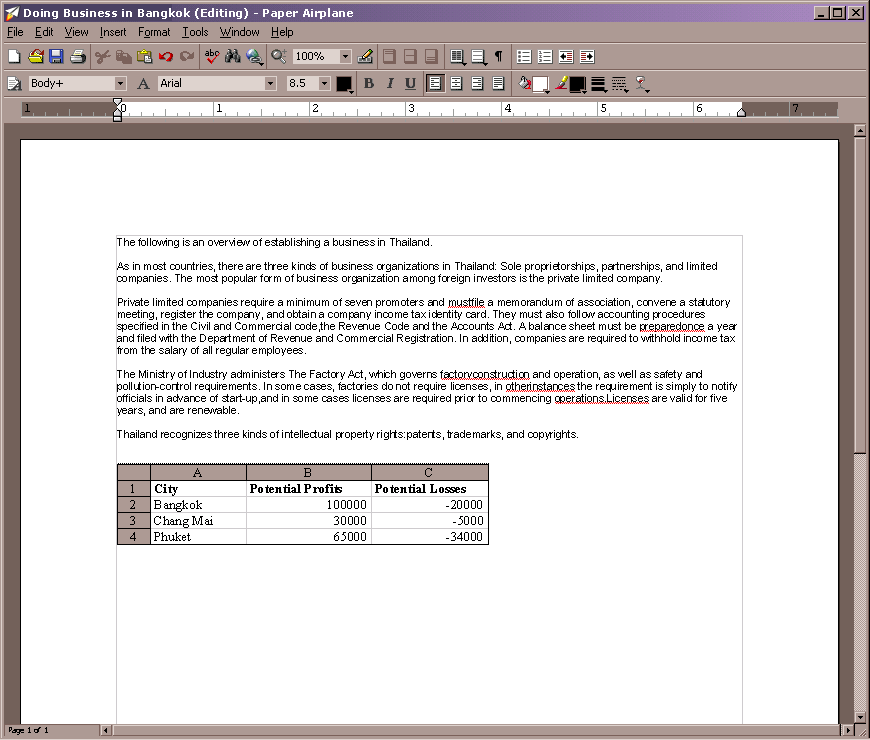 Doing Business in Bangkok (Editing) - Paper Airplane
File Edit View Insert Format Tools Window Help
abc 100%
Body+ A Arial 8.5 B I U
1 0 1 2 3 4 5 6 7
The following is an overview of establishing a business in Thailand.
As in most countries, there are three kinds of business organizations in Thailand: Sole proprietorships, partnerships, and limited
companies. The most popular form of business organization among foreign investors is the private limited company.
Private limited companies require a minimum of seven promoters and mustfile a memorandum of association, convene a statutory
meeting, register the company, and obtain a company income tax identity card. They must also follow accounting procedures
specified in the Civil and Commercial code,the Revenue Code and the Accounts Act. A balance sheet must be preparedonce a year
and filed with the Department of Revenue and Commercial Registration. In addition, companies are required to withhold income tax
from the salary of all regular employees.
The Ministry of Industry administers The Factory Act, which governs factoryconstruction and operation, as well as safety and
pollution-control requirements. In some cases, factories do not require licenses, in otherinstances the requirement is simply to notify
officials in advance of start-up,and in some cases licenses are required prior to commencing operations.Licenses are valid for five
years, and are renewable.
Thailand recognizes three kinds of intellectual property rights:patents, trademarks, and copyrights.
A B C
1 City Potential Profits Potential Losses
2 Bangkok 100000 -20000
3 Chang Mai 30000 -5000
4 Phuket 65000 -34000
Page 1 of 1